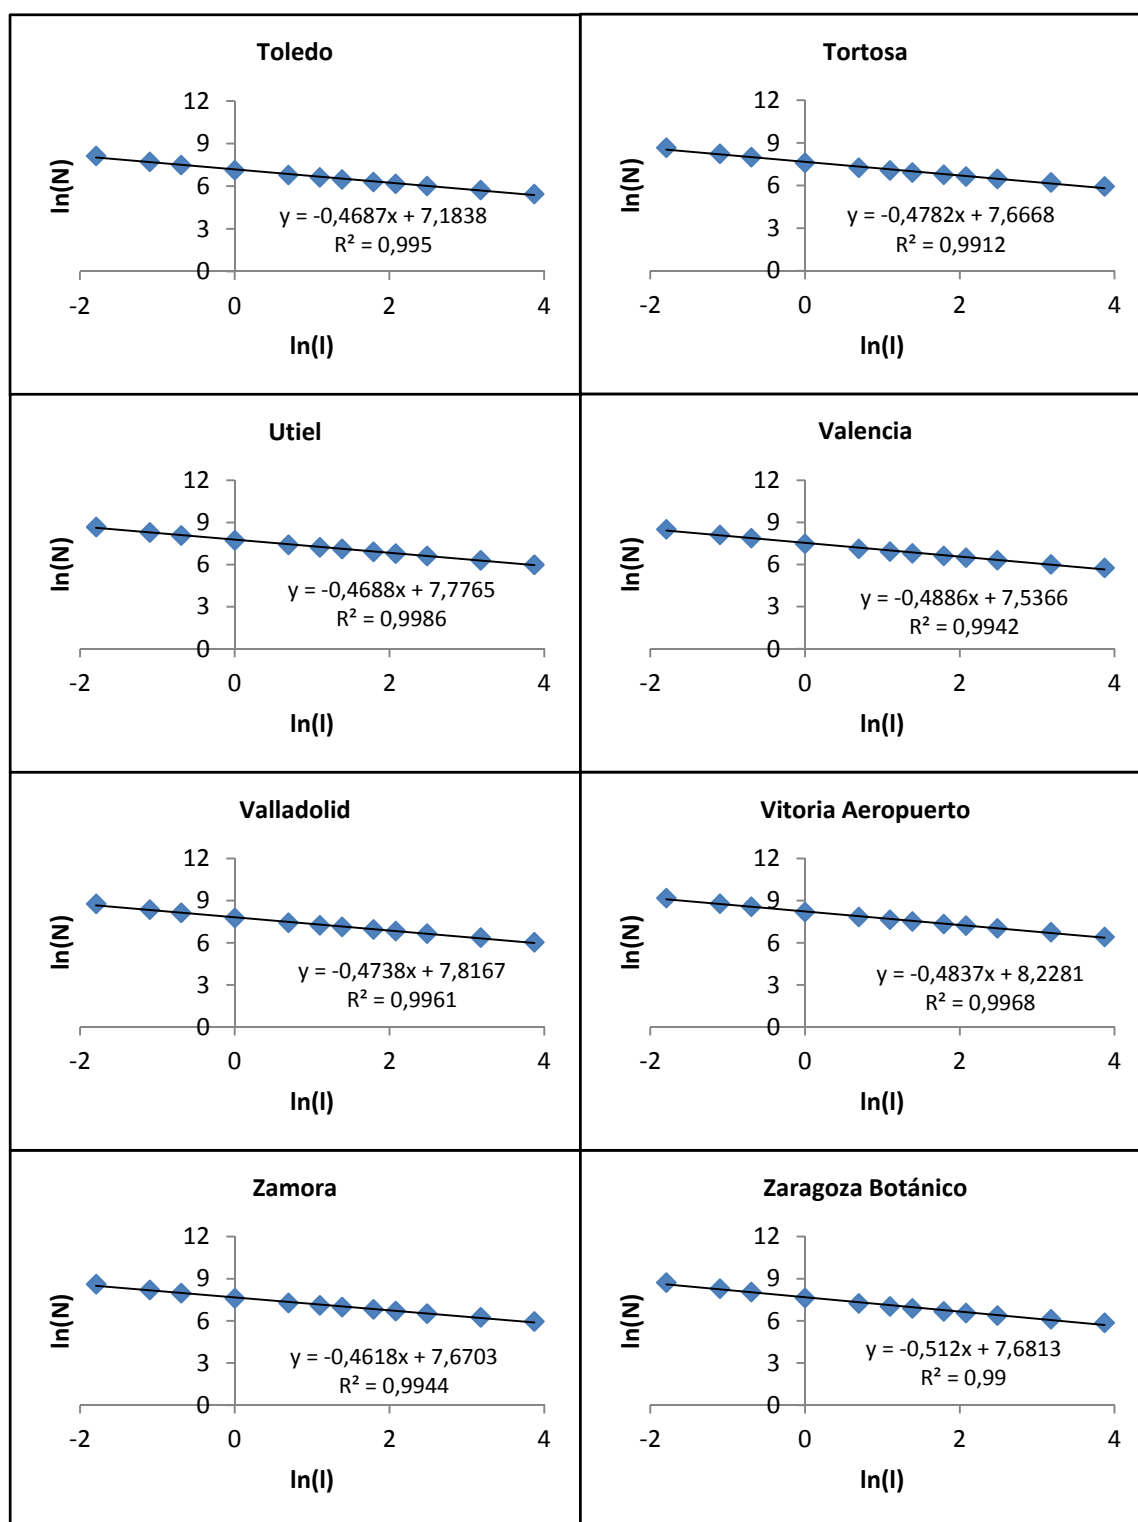 Toledo
12
9
6
3
0
-2
0
2
4
ln(N)
ln(l)
y = -0,4687x + 7,1838
R² = 0,995
Tortosa
12
9
6
3
0
-2
0
2
4
ln(N)
ln(l)
y = -0,4782x + 7,6668
R² = 0,9912
Utiel
12
9
6
3
0
-2
0
2
4
ln(N)
ln(l)
y = -0,4688x + 7,7765
R² = 0,9986
Valencia
12
9
6
3
0
-2
0
2
4
ln(N)
ln(l)
y = -0,4886x + 7,5366
R² = 0,9942
Valladolid
12
9
6
3
0
-2
0
2
4
ln(N)
ln(l)
y = -0,4738x + 7,8167
R² = 0,9961
Vitoria Aeropuerto
12
9
6
3
0
-2
0
2
4
ln(N)
ln(l)
y = -0,4837x + 8,2281
R² = 0,9968
Zamora
12
9
6
3
0
-2
0
2
4
ln(N)
ln(l)
y = -0,4618x + 7,6703
R² = 0,9944
Zaragoza Botánico
12
9
6
3
0
-2
0
2
4
ln(N)
ln(l)
y = -0,512x + 7,6813
R² = 0,99